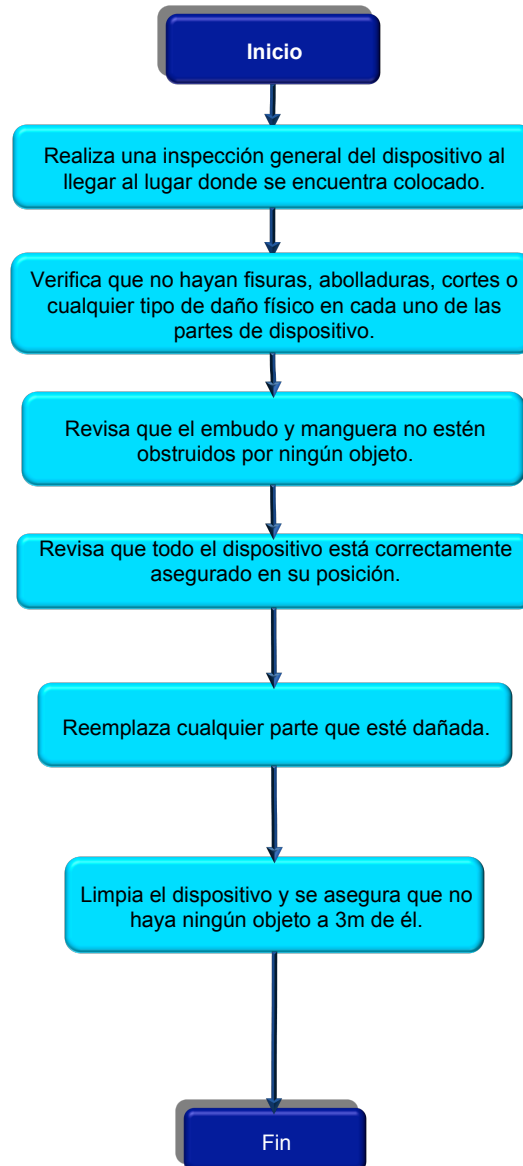 Inicio
Realiza una inspección general del dispositivo al
llegar al lugar donde se encuentra colocado.
Verifica que no hayan fisuras, abolladuras, cortes o
cualquier tipo de daño físico en cada uno de las
partes de dispositivo.
Revisa que el embudo y manguera no estén
obstruidos por ningún objeto.
Revisa que todo el dispositivo está correctamente
asegurado en su posición.
Reemplaza cualquier parte que esté dañada.
Limpia el dispositivo y se asegura que no
haya ningún objeto a 3m de él.
Fin